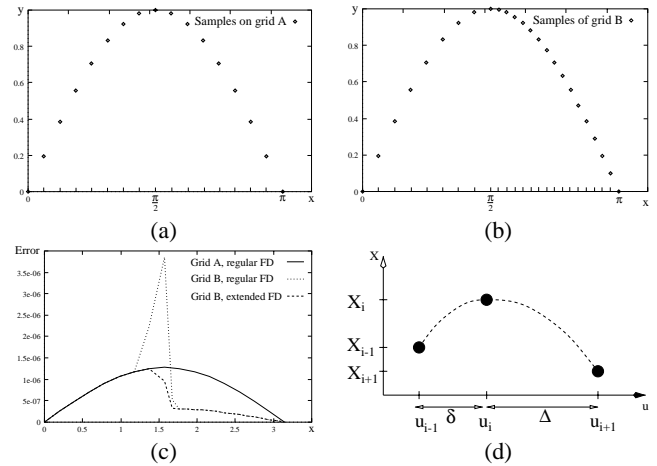 y
Samples on grid A
0.8
0.6
0.4
0.2
0
0
π/2
π
x
(a)
y
Samples of grid B
0.8
0.6
0.4
0.2
0
0
π/2
π
x
(b)
Error
Grid A, regular FD
Grid B, regular FD
Grid B, extended FD
3.5e-06
3e-06
2.5e-06
2e-06
1.5e-06
1e-06
5e-07
0
0.0
0.5
1
1.5
2
2.5
3
x
(c)
X
X_i
X_{i-1}
X_{i+1}
u_{i-1}
δ
u_i
Δ
u_{i+1}
u
(d)